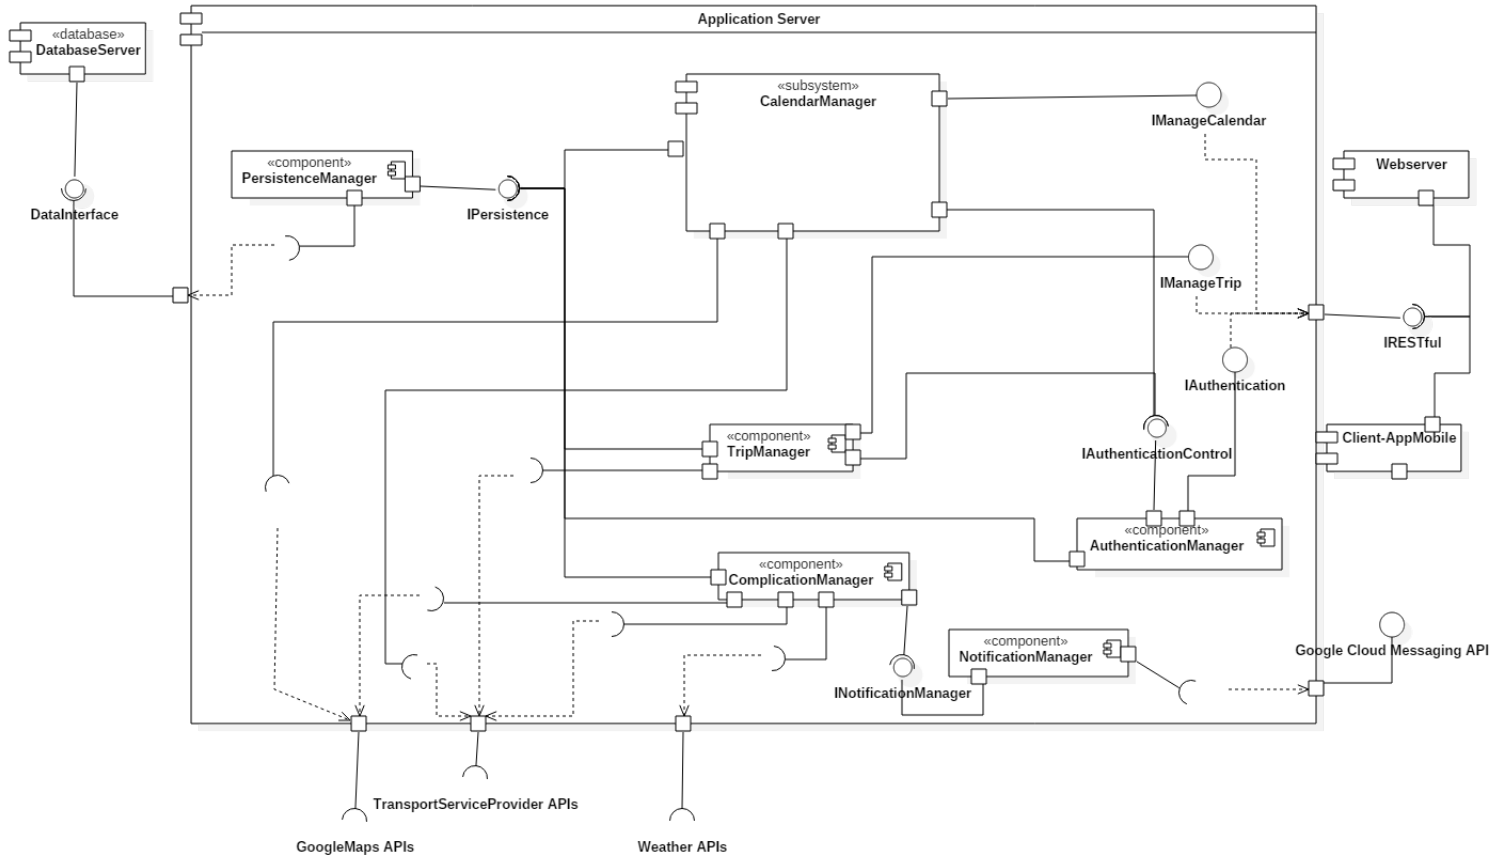 Application Server
«database»
DatabaseServer
«subsystem»
CalendarManager
IManageCalendar
«component»
PersistenceManager
Webserver
DataInterface
IPersistence
IManageTrip
IRESTful
IAuthentication
«component»
TripManager
Client-AppMobile
IAuthenticationControl
«component»
AuthenticationManager
«component»
ComplicationManager
«component»
NotificationManager
Google Cloud Messaging API
INotificationManager
TransportServiceProvider APIs
GoogleMaps APIs
Weather APIs